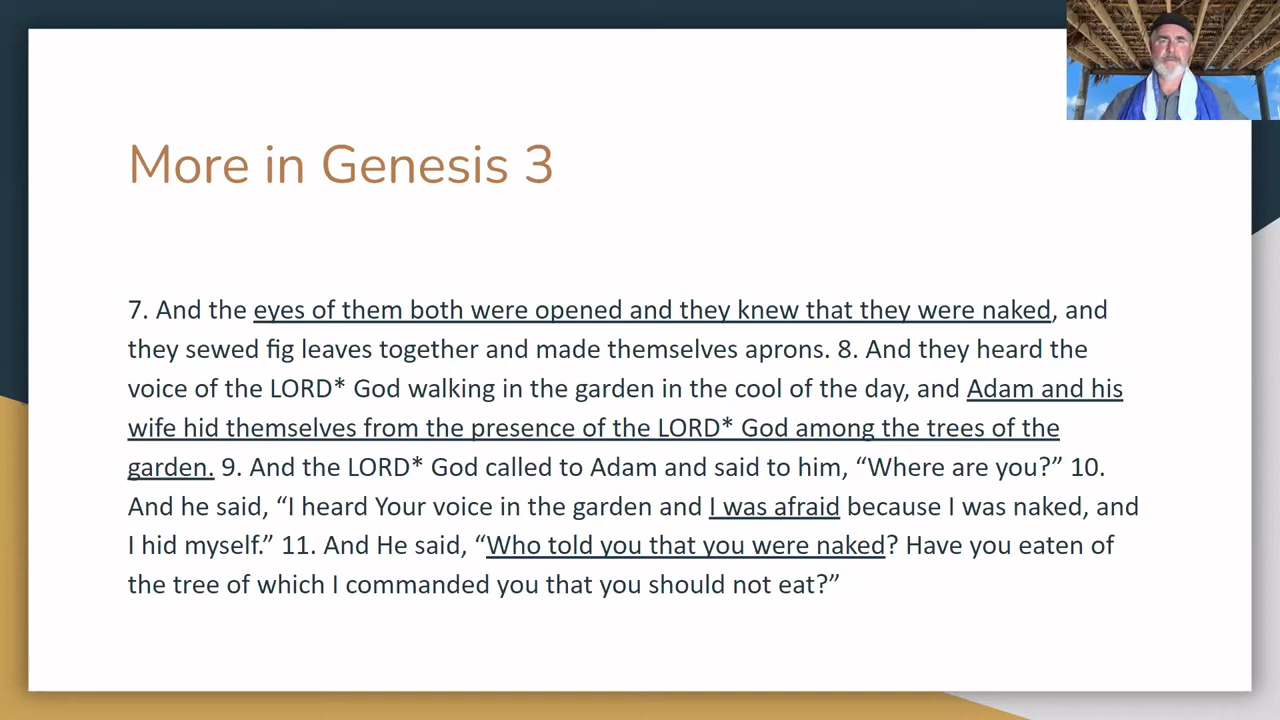 More in Genesis 3
7. And the eyes of them both were opened and they knew that they were naked, and
they sewed fig leaves together and made themselves aprons. 8. And they heard the
voice of the LORD* God walking in the garden in the cool of the day, and Adam and his
wife hid themselves from the presence of the LORD* God among the trees of the
garden. 9. And the LORD* God called to Adam and said to him, “Where are you?” 10.
And he said, “I heard Your voice in the garden and I was afraid because I was naked, and
I hid myself.” 11. And He said, “Who told you that you were naked? Have you eaten of
the tree of which I commanded you that you should not eat?”